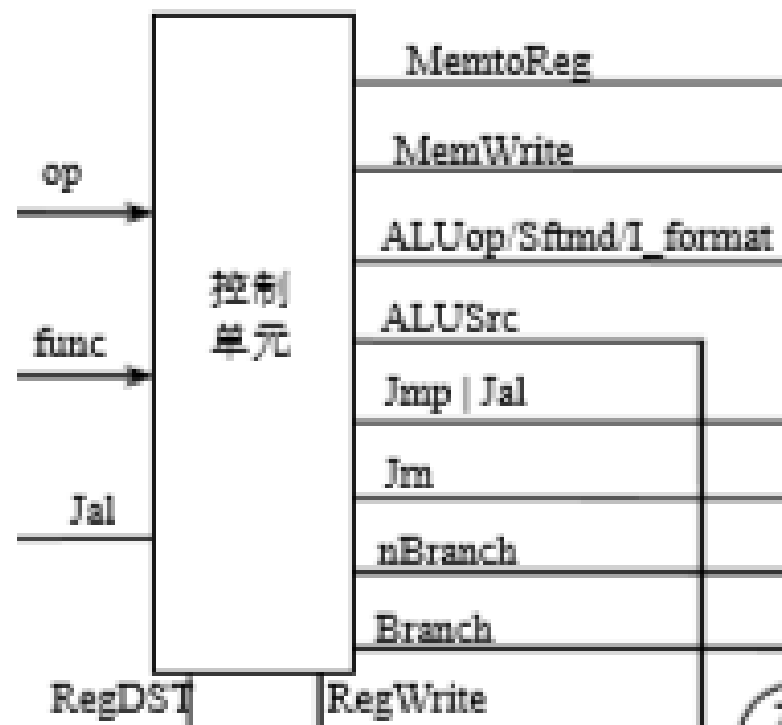 MemtoReg
MemWrite
op
ALUop/Sftmd/I_format
控制
单元
ALUSrc
func
Jmp | Jal
Jrn
Jal
nBranch
Branch
RegDST
RegWrite